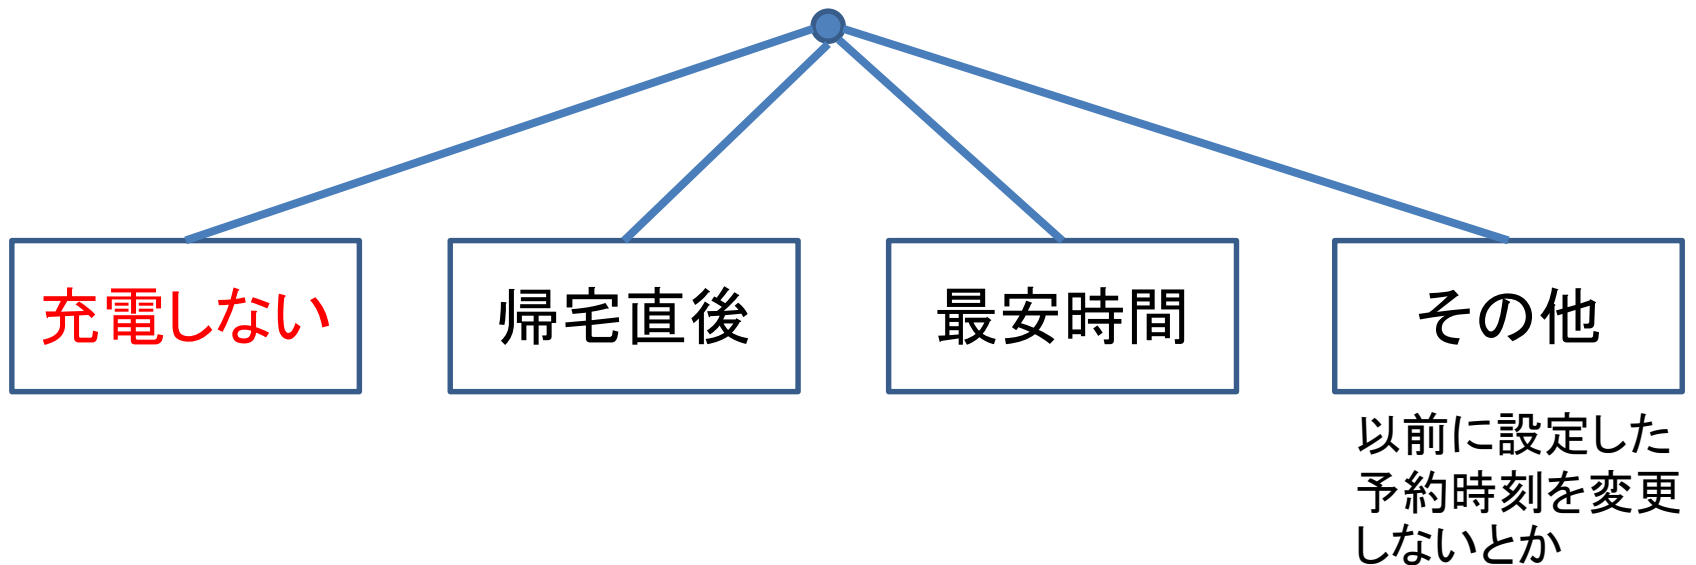 充電しない
帰宅直後
最安時間
その他
以前に設定した
予約時刻を変更
しないとか